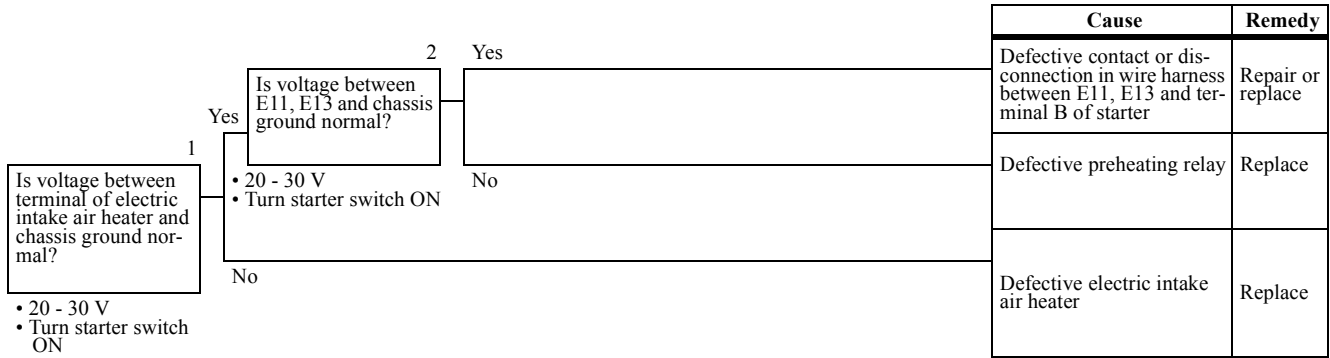 Cause
Remedy
2
Yes
Is voltage between
E11, E13 and chassis
ground normal?
• 20 - 30 V
• Turn starter switch ON
Defective contact or dis-
connection in wire harness
between E11, E13 and ter-
minal B of starter
Repair or
replace
Yes
1
Is voltage between
terminal of electric
intake air heater and
chassis ground nor-
mal?
• 20 - 30 V
• Turn starter switch
ON
No
Defective preheating relay
Replace
No
Defective electric intake
air heater
Replace